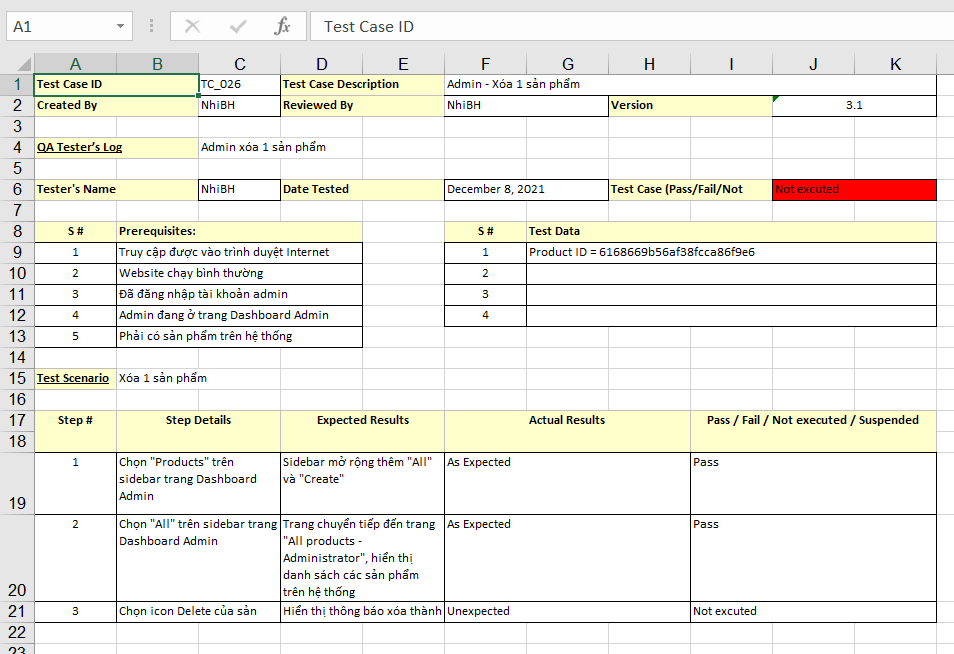 A1 fx Test Case ID
A B C D E F G H I J K
1 Test Case ID TC_026 Test Case Description Admin - Xóa 1 sản phẩm
2 Created By NhiBH Reviewed By NhiBH Version 3.1
3
4 QA Tester's Log Admin xóa 1 sản phẩm
5
6 Tester's Name NhiBH Date Tested December 8, 2021 Test Case (Pass/Fail/Not Not excuted
7
8 S # Prerequisites: S # Test Data
9 1 Truy cập được vào trình duyệt Internet 1 Product ID = 6168669b56af38fcca86f9e6
10 2 Website chạy bình thường 2
11 3 Đã đăng nhập tài khoản admin 3
12 4 Admin đang ở trang Dashboard Admin 4
13 5 Phải có sản phẩm trên hệ thống
14
15 Test Scenario Xóa 1 sản phẩm
16
17 Step # Step Details Expected Results Actual Results Pass / Fail / Not executed / Suspended
18
1 Chọn "Products" trên Sidebar mở rộng thêm "All" As Expected Pass
sidebar trang Dashboard và "Create"
19 Admin
2 Chọn "All" trên sidebar trang Trang chuyển tiếp đến trang As Expected Pass
Dashboard Admin "All products -
Administrator", hiển thị
danh sách các sản phẩm
20 trên hệ thống
21 3 Chọn icon Delete của sản Hiển thị thông báo xóa thành Unexpected Not excuted
22
23